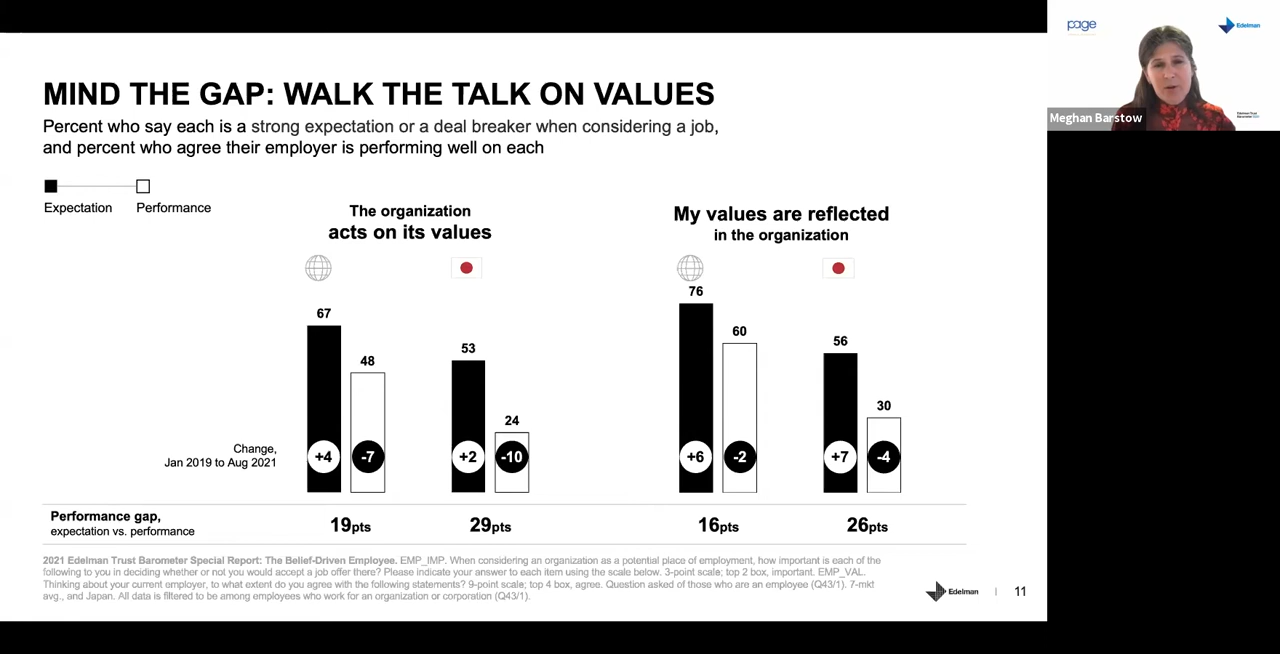 MIND THE GAP: WALK THE TALK ON VALUES
Percent who say each is a strong expectation or a deal breaker when considering a job,
and percent who agree their employer is performing well on each
Expectation Performance
The organization
acts on its values
67
48
53
24
My values are reflected
in the organization
76
60
56
30
Change,
Jan 2019 to Aug 2021
+4 -7 +2 -10 +6 -2 +7 -4
Performance gap,
expectation vs. performance
19pts 29pts 16pts 26pts
2021 Edelman Trust Barometer Special Report: The Belief-Driven Employee. EMP_IMP. When considering an organization as a potential place of employment, how important is each of the
following to you in deciding whether or not you would accept a job offer there? Please indicate your answer to each item using the scale below. 3-point scale; top 2 box, important. EMP_VAL.
Thinking about your current employer, to what extent do you agree with the following statements? 9-point scale; top 4 box, agree. Question asked of those who are an employee (Q43/1). 7-mkt
avg., and Japan. All data is filtered to be among employees who work for an organization or corporation (Q43/1).
Edelman | 11
page
Edelman
Meghan Barstow
Edelman Trust